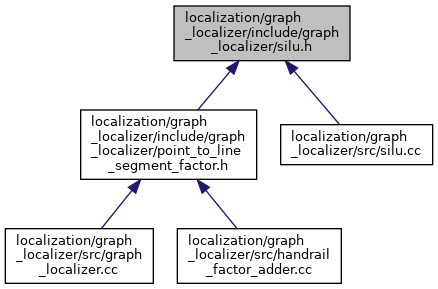 localization/graph
_localizer/include/graph
_localizer/silu.h
localization/graph
_localizer/include/graph
_localizer/point_to_line
_segment_factor.h
localization/graph
_localizer/src/silu.cc
localization/graph
_localizer/src/graph
_localizer.cc
localization/graph
_localizer/src/handrail
_factor_adder.cc